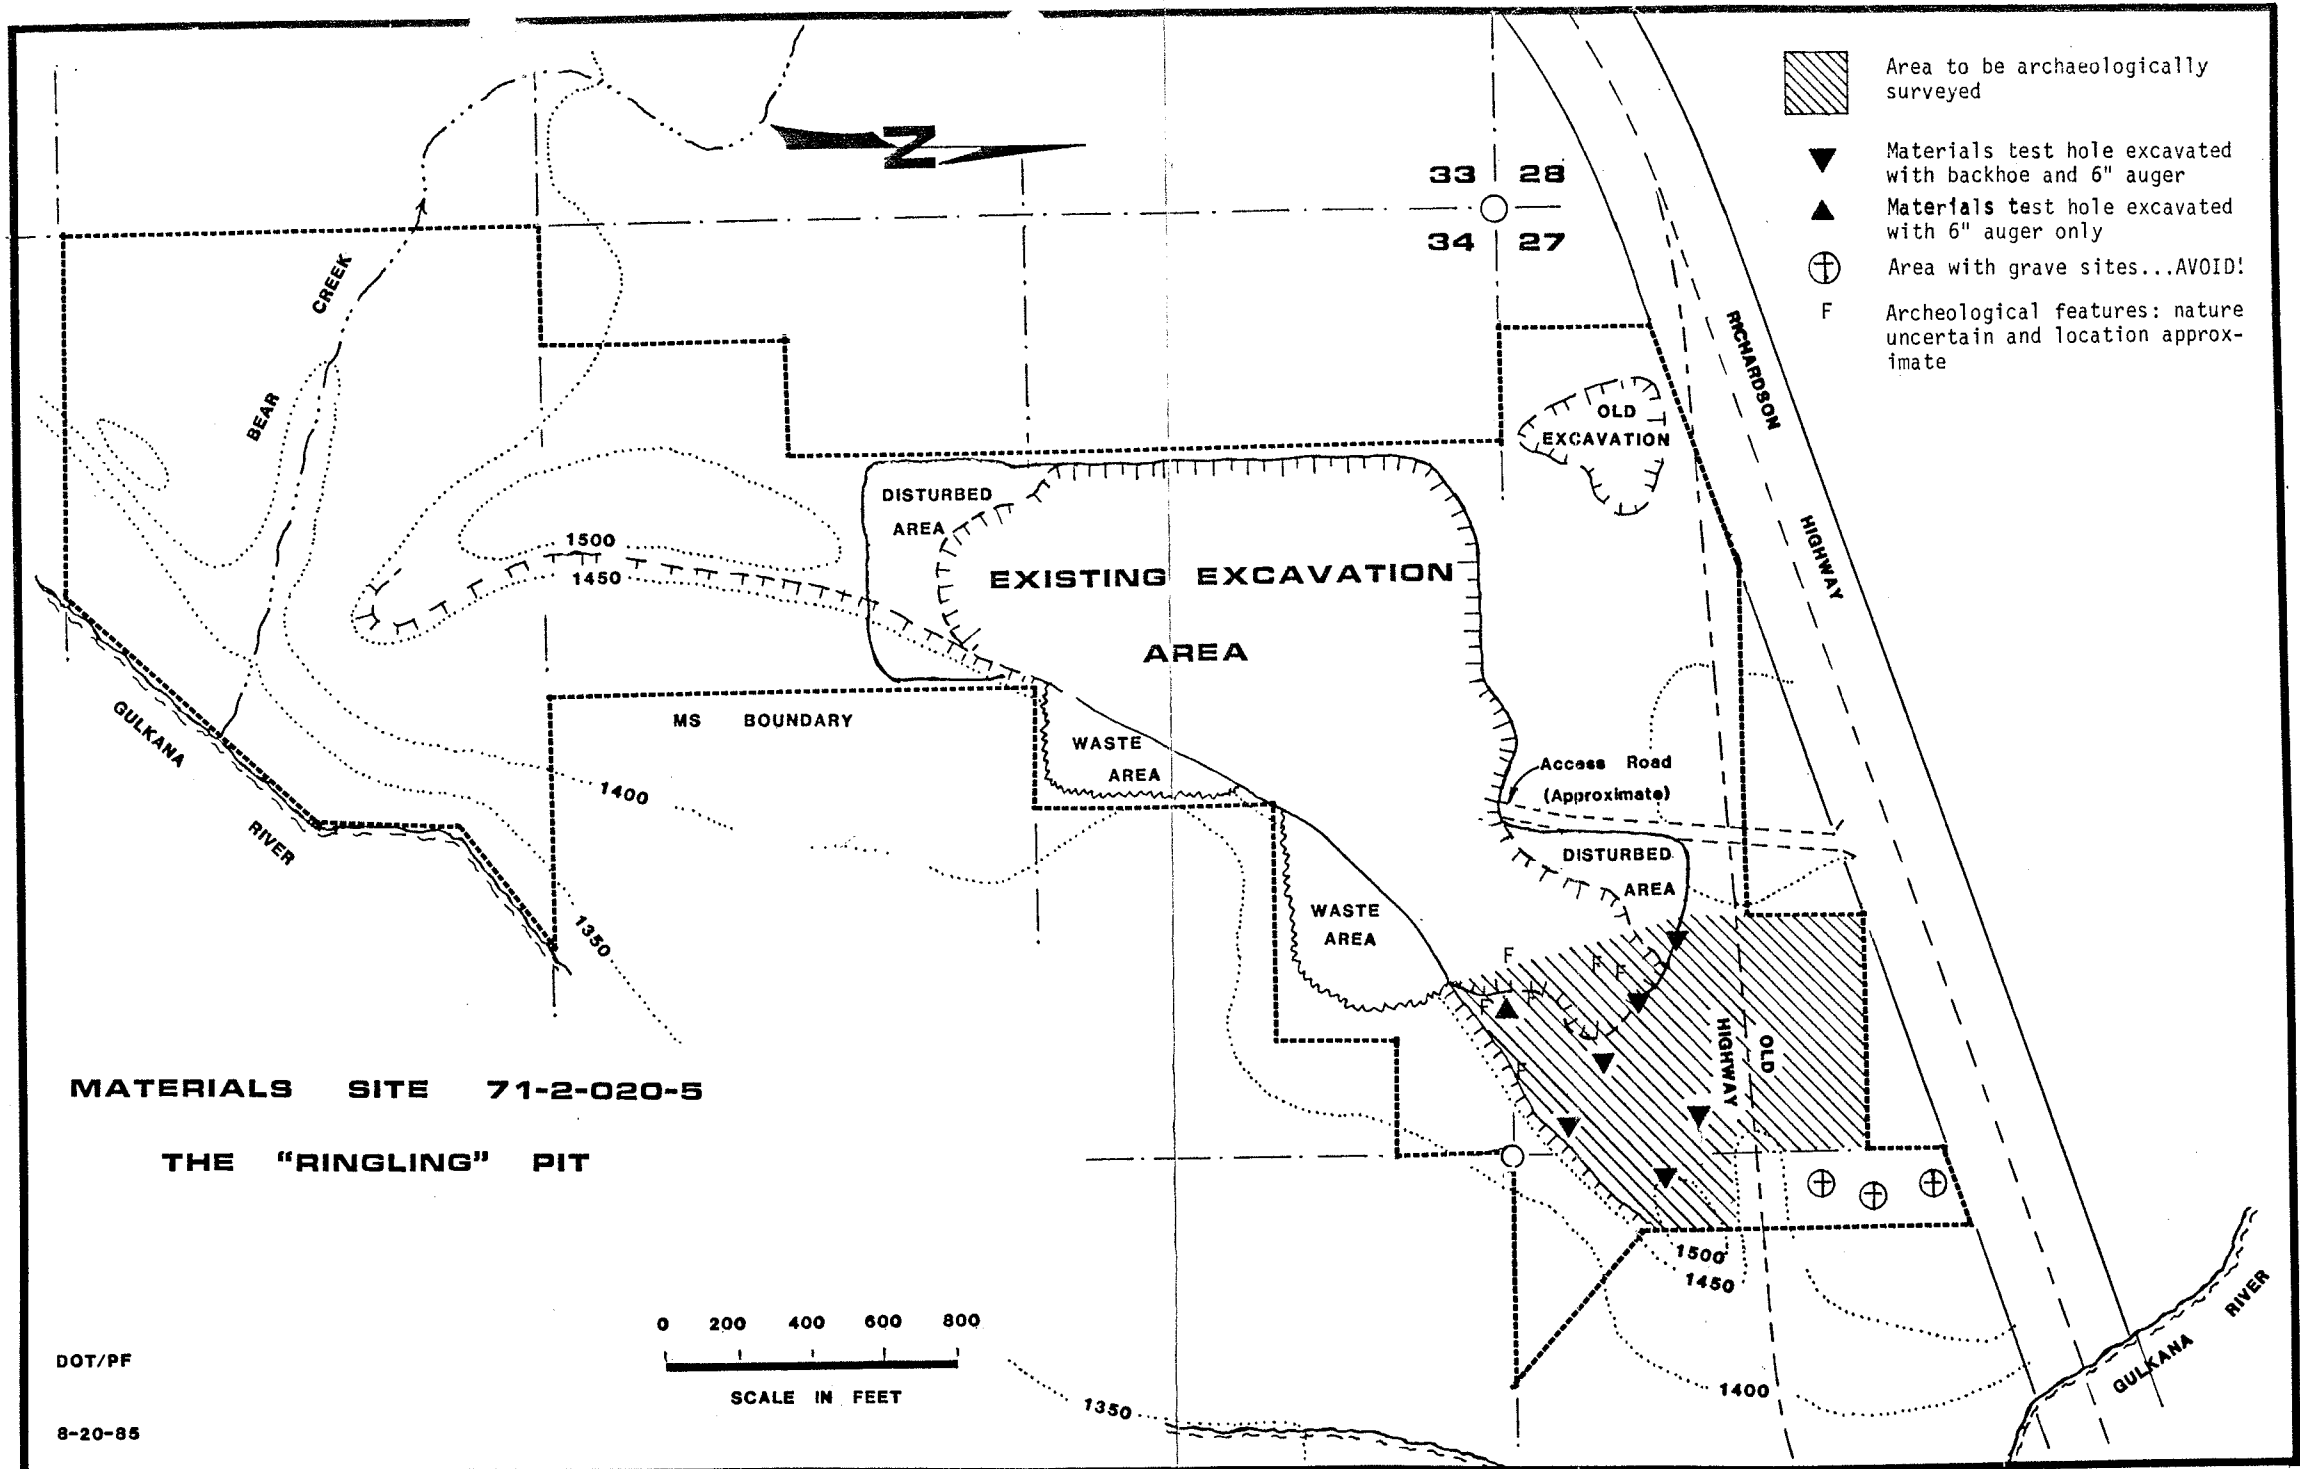 Area to be archaeologically
surveyed
Materials test hole excavated
with backhoe and 6" auger
Materials test hole excavated
with 6" auger only
Area with grave sites...AVOID!
F
Archeological features: nature
uncertain and location approx-
imate
N
33 28
34 27
BEAR CREEK
RICHARDSON HIGHWAY
OLD
EXCAVATION
DISTURBED
AREA
1500
1450
EXISTING EXCAVATION
AREA
GULKANA
RIVER
MS BOUNDARY
WASTE
AREA
1400
Access Road
(Approximate)
DISTURBED
AREA
WASTE
AREA
1350
F
F
F
F
F
F
OLD
HIGHWAY
MATERIALS SITE 71-2-020-5
THE "RINGLING" PIT
1500
1450
0 200 400 600 800
SCALE IN FEET
DOT/PF
8-20-85
1350
1400
GULKANA RIVER